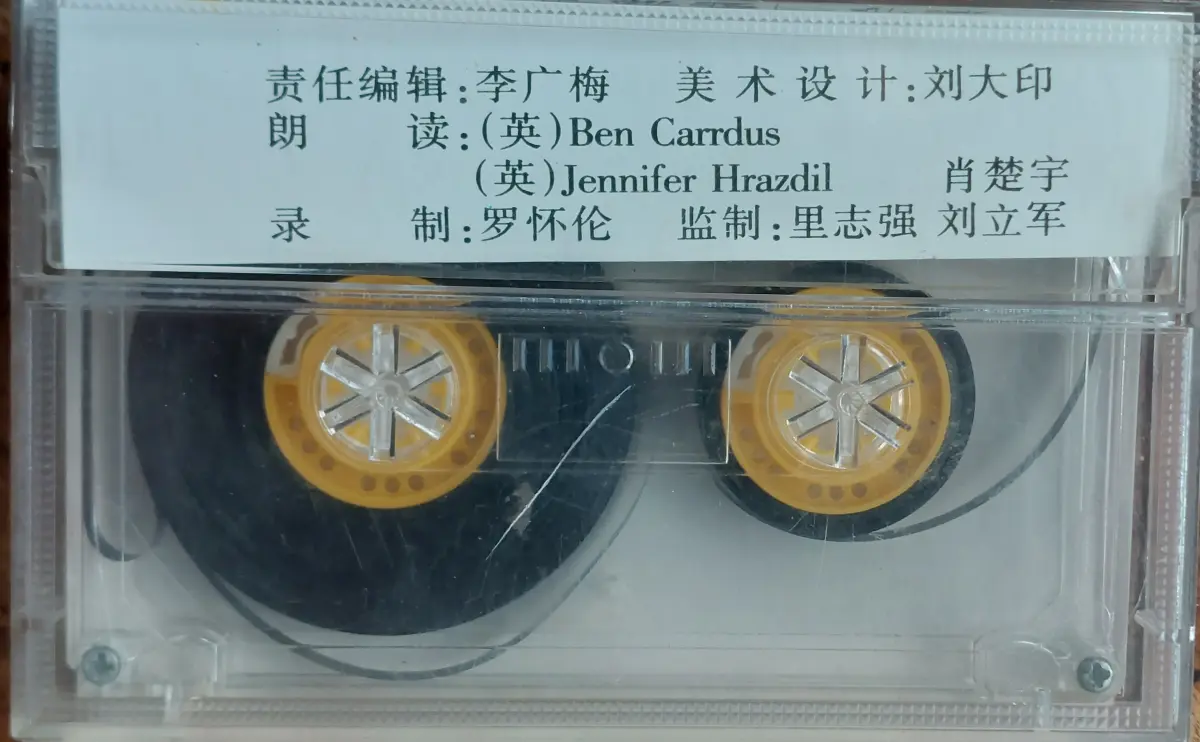 责任编辑:李广梅 美术设计:刘大印
朗读:(英)Ben Carrdus
(英)Jennifer Hrazdil 肖楚宇
录制:罗怀伦 监制:里志强 刘立军